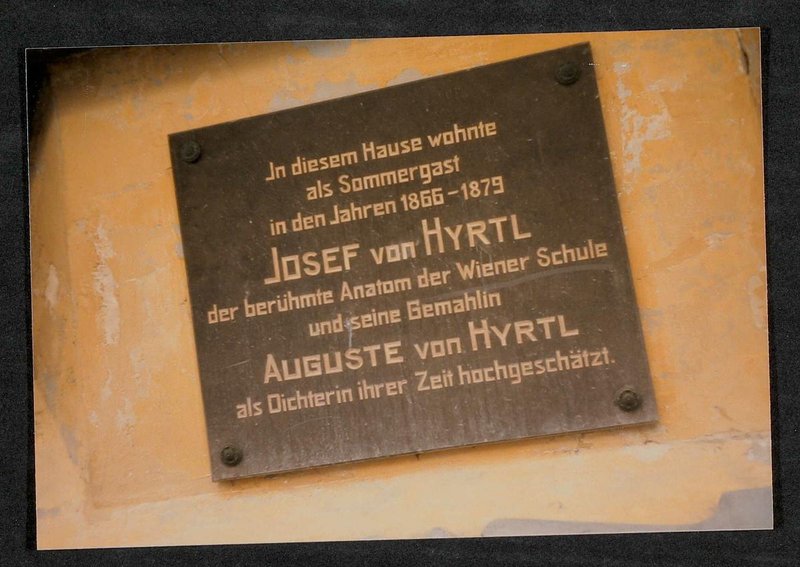 In diesem Hause wohnte
als Sommergast
in den Jahren 1866-1879
JOSEF von HYRTL
der berühmte Anatom der Wiener Schule
und seine Gemahlin
AUGUSTE von HYRTL
als Dichterin ihrer Zeit hochgeschätzt.